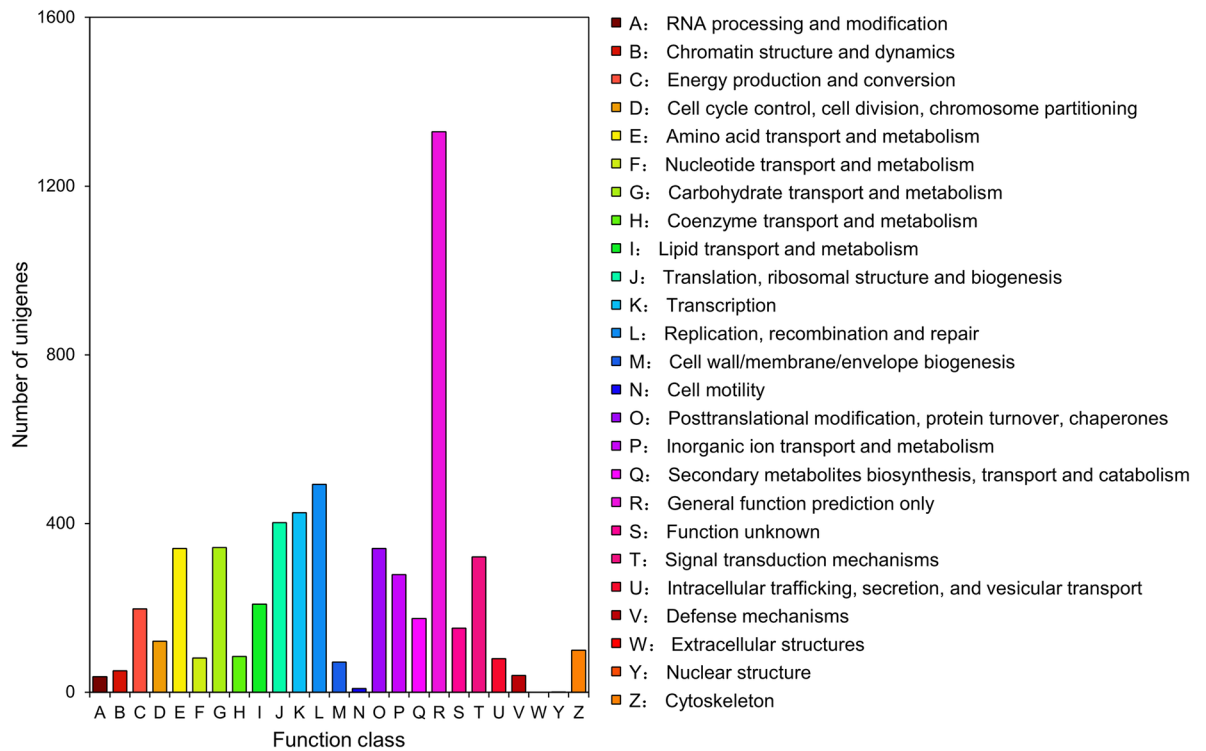 1600
1200
800
400
0
Number of unigenes
A B C D E F G H I J K L M N O P Q R S T U V W Y Z
Function class
A： RNA processing and modification
B： Chromatin structure and dynamics
C： Energy production and conversion
D： Cell cycle control, cell division, chromosome partitioning
E： Amino acid transport and metabolism
F： Nucleotide transport and metabolism
G： Carbohydrate transport and metabolism
H： Coenzyme transport and metabolism
I： Lipid transport and metabolism
J： Translation, ribosomal structure and biogenesis
K： Transcription
L： Replication, recombination and repair
M： Cell wall/membrane/envelope biogenesis
N： Cell motility
O： Posttranslational modification, protein turnover, chaperones
P： Inorganic ion transport and metabolism
Q： Secondary metabolites biosynthesis, transport and catabolism
R： General function prediction only
S： Function unknown
T： Signal transduction mechanisms
U： Intracellular trafficking, secretion, and vesicular transport
V： Defense mechanisms
W： Extracellular structures
Y： Nuclear structure
Z： Cytoskeleton